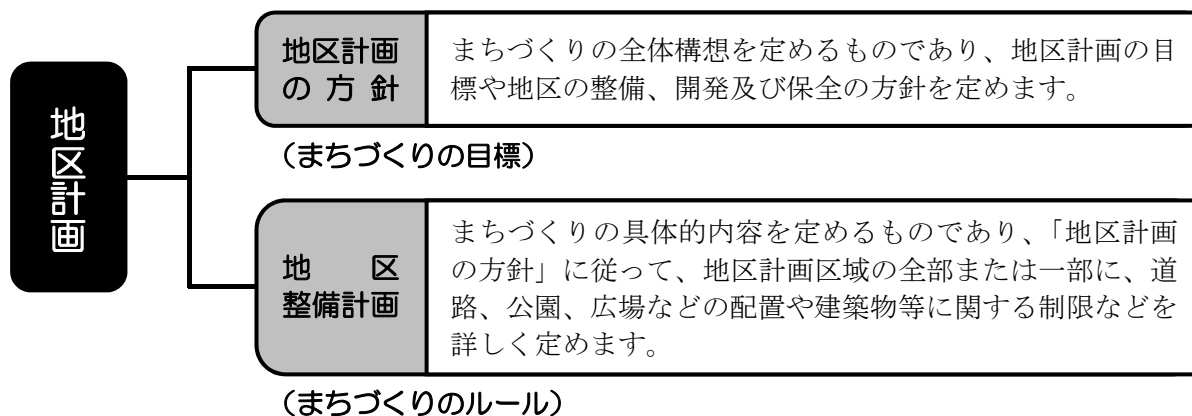 地区計画
地区計画
の方針
まちづくりの全体構想を定めるものであり、地区計画の目
標や地区の整備、開発及び保全の方針を定めます。
（まちづくりの目標）
地区
整備計画
まちづくりの具体的内容を定めるものであり、「地区計画
の方針」に従って、地区計画区域の全部または一部に、道
路、公園、広場などの配置や建築物等に関する制限などを
詳しく定めます。
（まちづくりのルール）